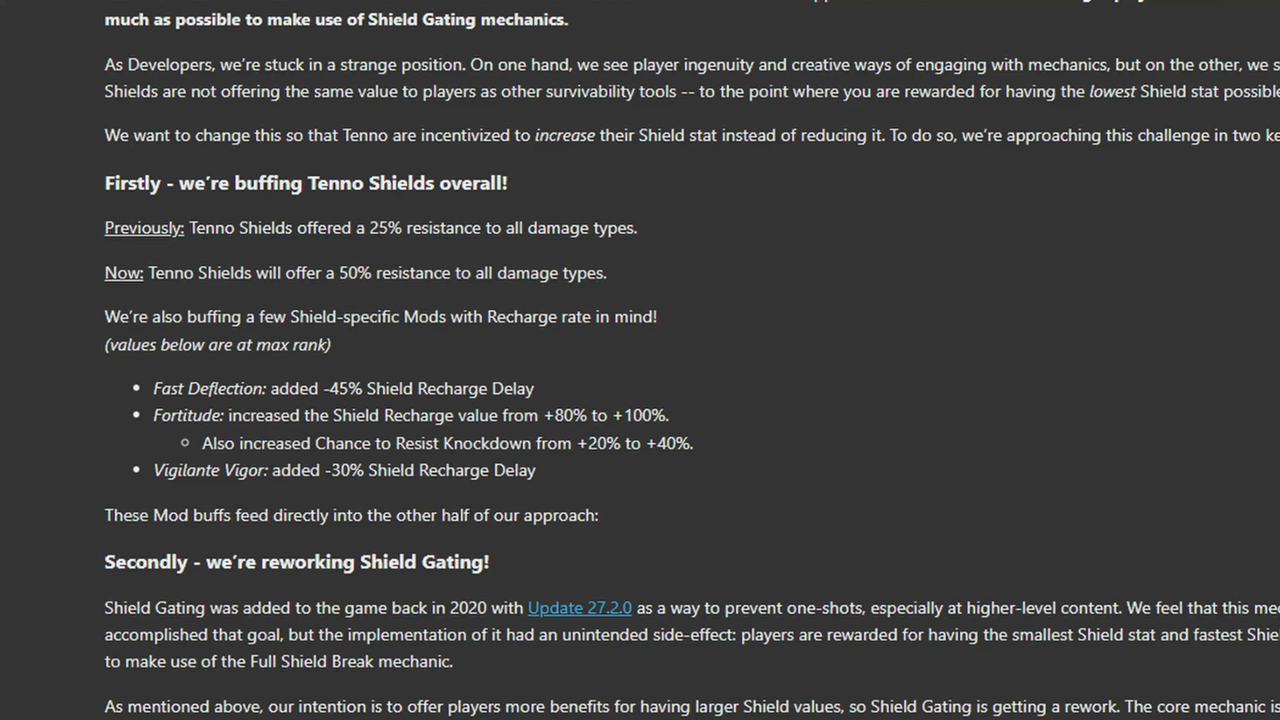 much as possible to make use of Shield Gating mechanics.
As Developers, we’re stuck in a strange position. On one hand, we see player ingenuity and creative ways of engaging with mechanics, but on the other, we s
Shields are not offering the same value to players as other survivability tools -- to the point where you are rewarded for having the lowest Shield stat possible
We want to change this so that Tenno are incentivized to increase their Shield stat instead of reducing it. To do so, we’re approaching this challenge in two ke
Firstly - we’re buffing Tenno Shields overall!
Previously: Tenno Shields offered a 25% resistance to all damage types.
Now: Tenno Shields will offer a 50% resistance to all damage types.
We’re also buffing a few Shield-specific Mods with Recharge rate in mind!
(values below are at max rank)
• Fast Deflection: added -45% Shield Recharge Delay
• Fortitude: increased the Shield Recharge value from +80% to +100%.
○ Also increased Chance to Resist Knockdown from +20% to +40%.
• Vigilante Vigor: added -30% Shield Recharge Delay
These Mod buffs feed directly into the other half of our approach:
Secondly - we’re reworking Shield Gating!
Shield Gating was added to the game back in 2020 with Update 27.2.0 as a way to prevent one-shots, especially at higher-level content. We feel that this mec
accomplished that goal, but the implementation of it had an unintended side-effect: players are rewarded for having the smallest Shield stat and fastest Shie
to make use of the Full Shield Break mechanic.
As mentioned above, our intention is to offer players more benefits for having larger Shield values, so Shield Gating is getting a rework. The core mechanic is